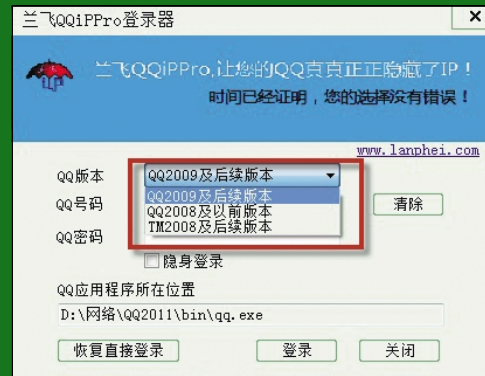 兰飞QQiPPro登录器
兰飞QQiPPro,让您的QQ真真正正隐藏了IP!
时间已经证明,您的选择没有错误!
www.lanphei.com
QQ版本
QQ2009及后续版本
QQ2009及后续版本
QQ2008及以前版本
TM2008及后续版本
QQ号码
清除
QQ密码
隐身登录
QQ应用程序所在位置
D:\网络\QQ2011\bin\qq.exe
恢复直接登录
登录
关闭